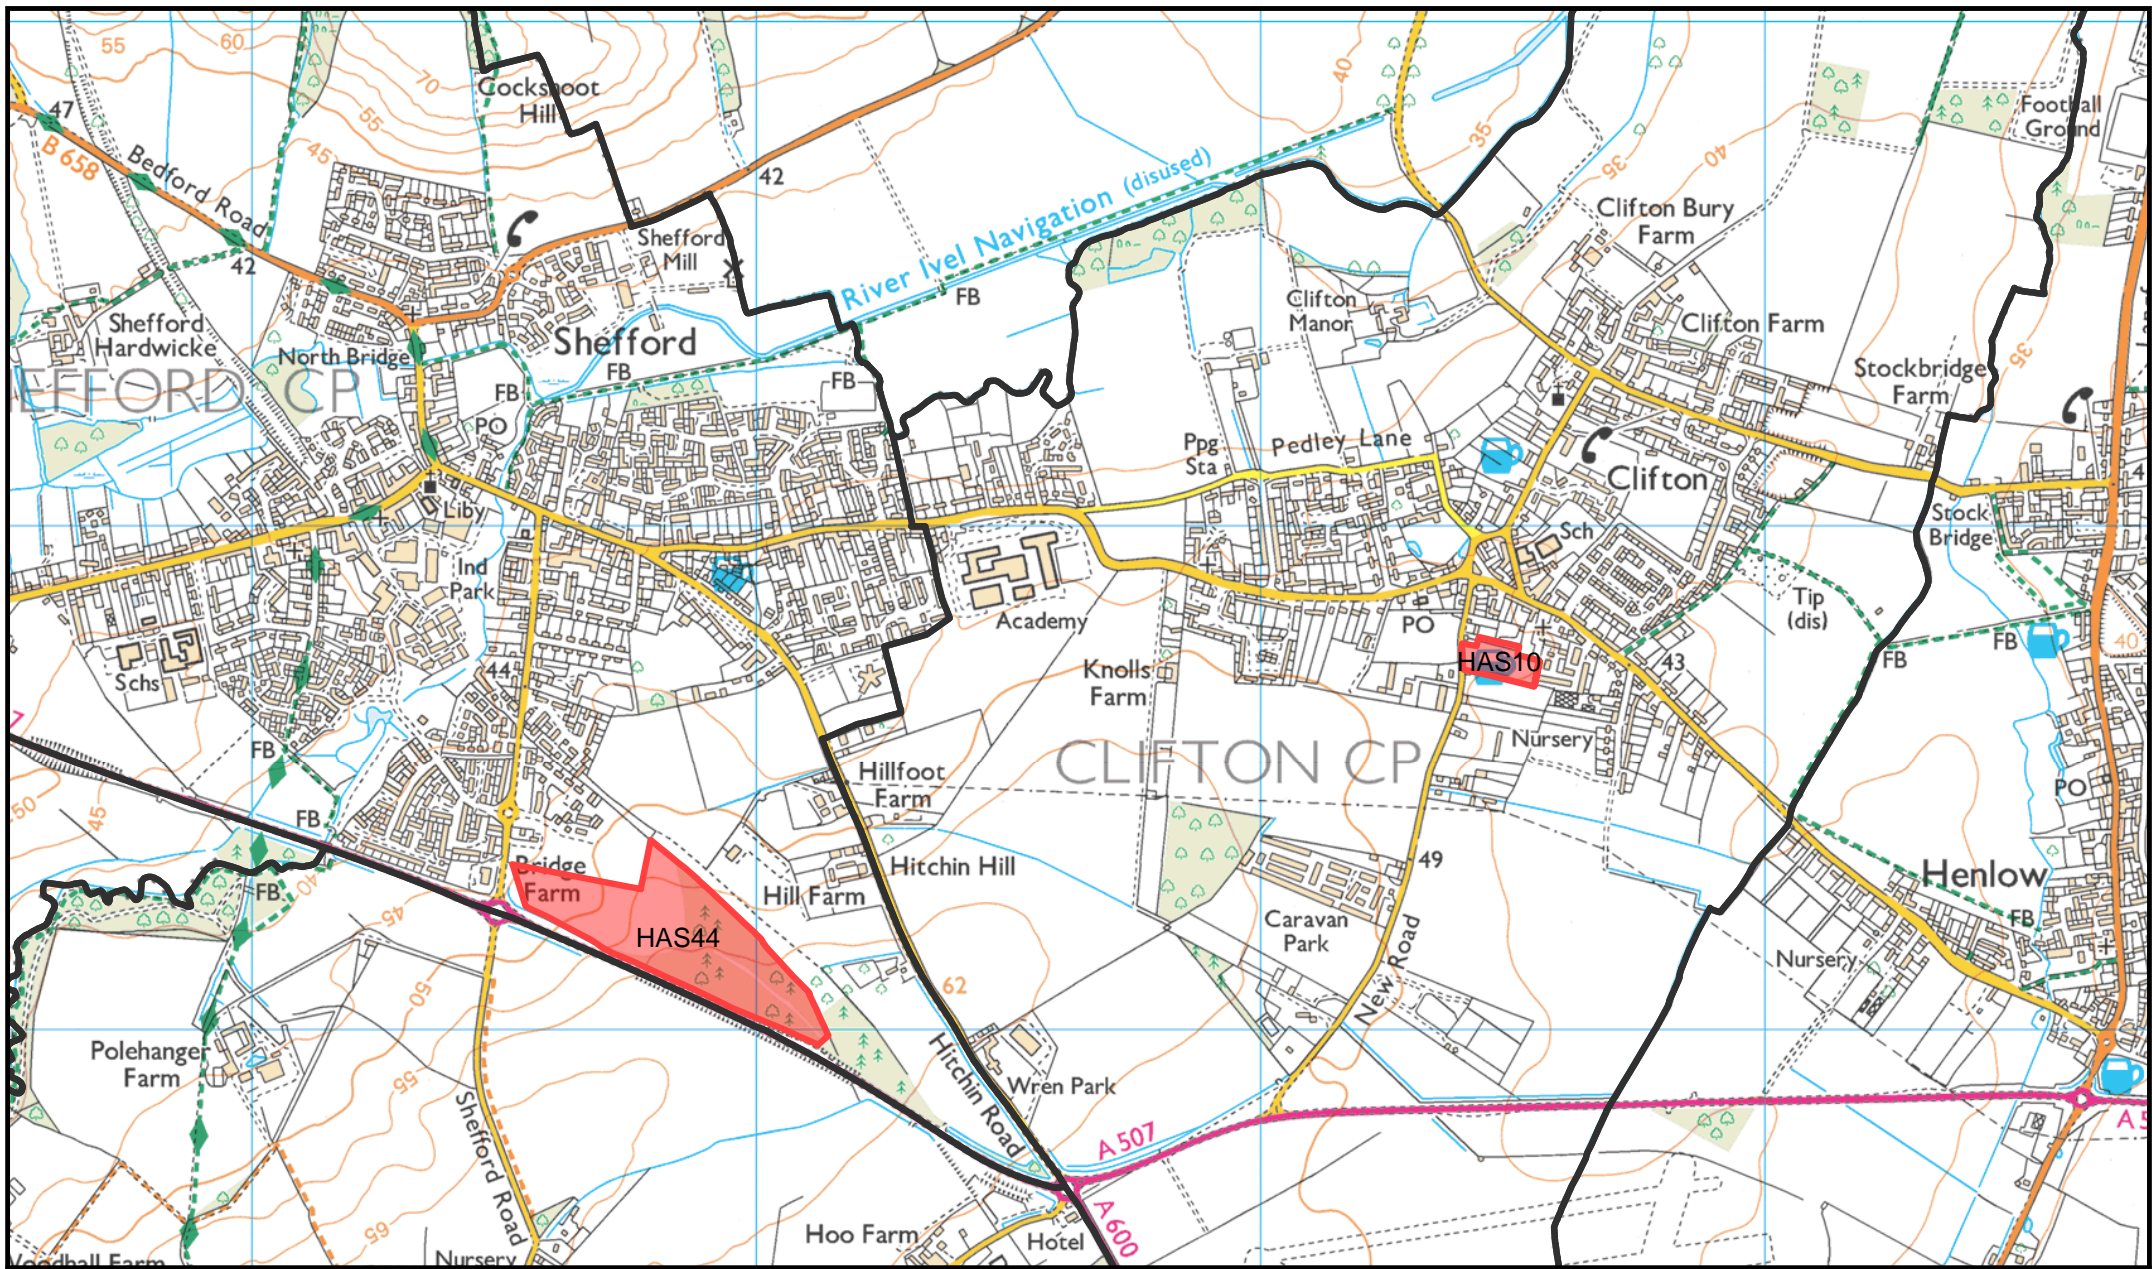 55
60
70
55
45
47
B 658
Bedford Road
42
Cockshoot
Hill
42
40
35
35
40
Football
Ground
Shefford
Mill
River Ivel Navigation (disused)
FB
Clifton Bury
Farm
Clifton
Manor
Clifton Farm
Shefford
Hardwicke
North Bridge
Shefford
FB
FB
FB
EFFORD CP
PO
35
Stockbridge
Farm
Ppg
Sta
Pedley Lane
Clifton
Liby
Ind
Park
Sch
Stock
Bridge
4
Academy
PO
Tip
(dis)
FB
FB
40
Schs
44
Knolls
Farm
HAS10
43
FB
CLIFTON CP
Nursery
PO
50
45
FB
Hillfoot
Farm
Bridge
Farm
Hitchin Hill
Hill Farm
49
Henlow
FB
40
45
HAS44
Caravan
Park
FB
Nursery
New Road
62
50
Polehanger
Farm
55
Hitchin Road
Wren Park
Shefford Road
A 507
A 5
65
A 600
Hoo Farm
Hotel
Woodhall Farm
Nursery